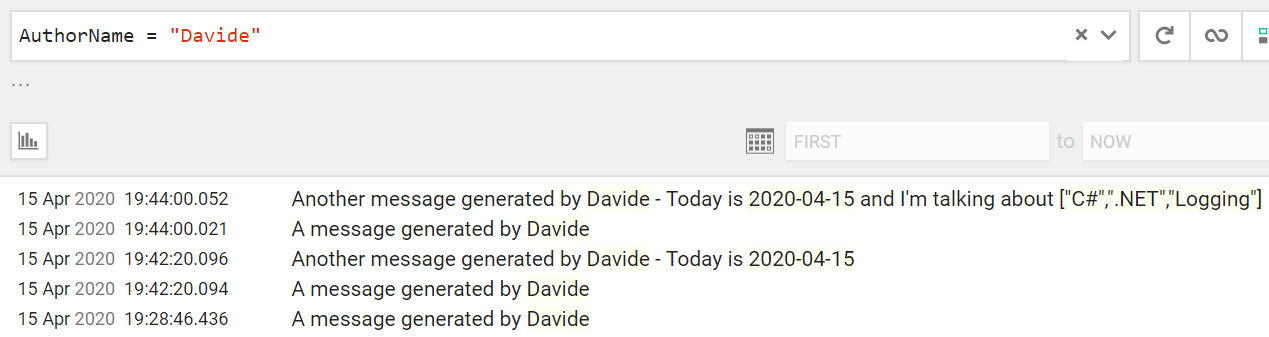 AuthorName = "Davide"
...
FIRST to NOW
15 Apr 2020 19:44:00.052 Another message generated by Davide - Today is 2020-04-15 and I'm talking about ["C#",".NET","Logging"]
15 Apr 2020 19:44:00.021 A message generated by Davide
15 Apr 2020 19:42:20.096 Another message generated by Davide - Today is 2020-04-15
15 Apr 2020 19:42:20.094 A message generated by Davide
15 Apr 2020 19:28:46.436 A message generated by Davide